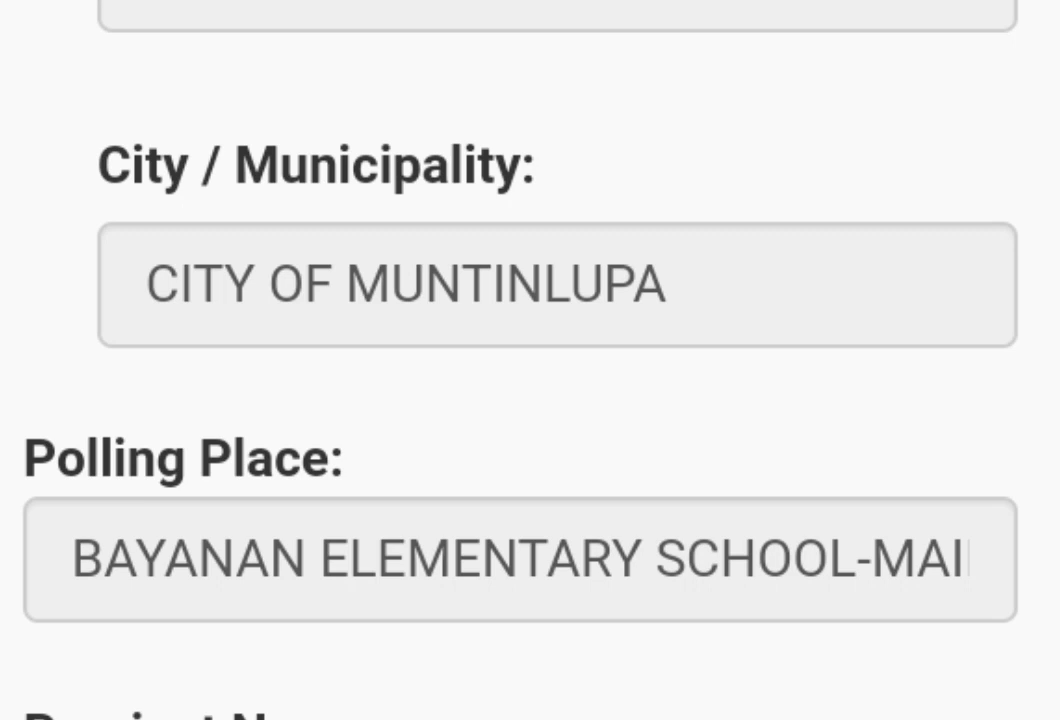 City / Municipality:
CITY OF MUNTINLUPA
Polling Place:
BAYANAN ELEMENTARY SCHOOL-MAI